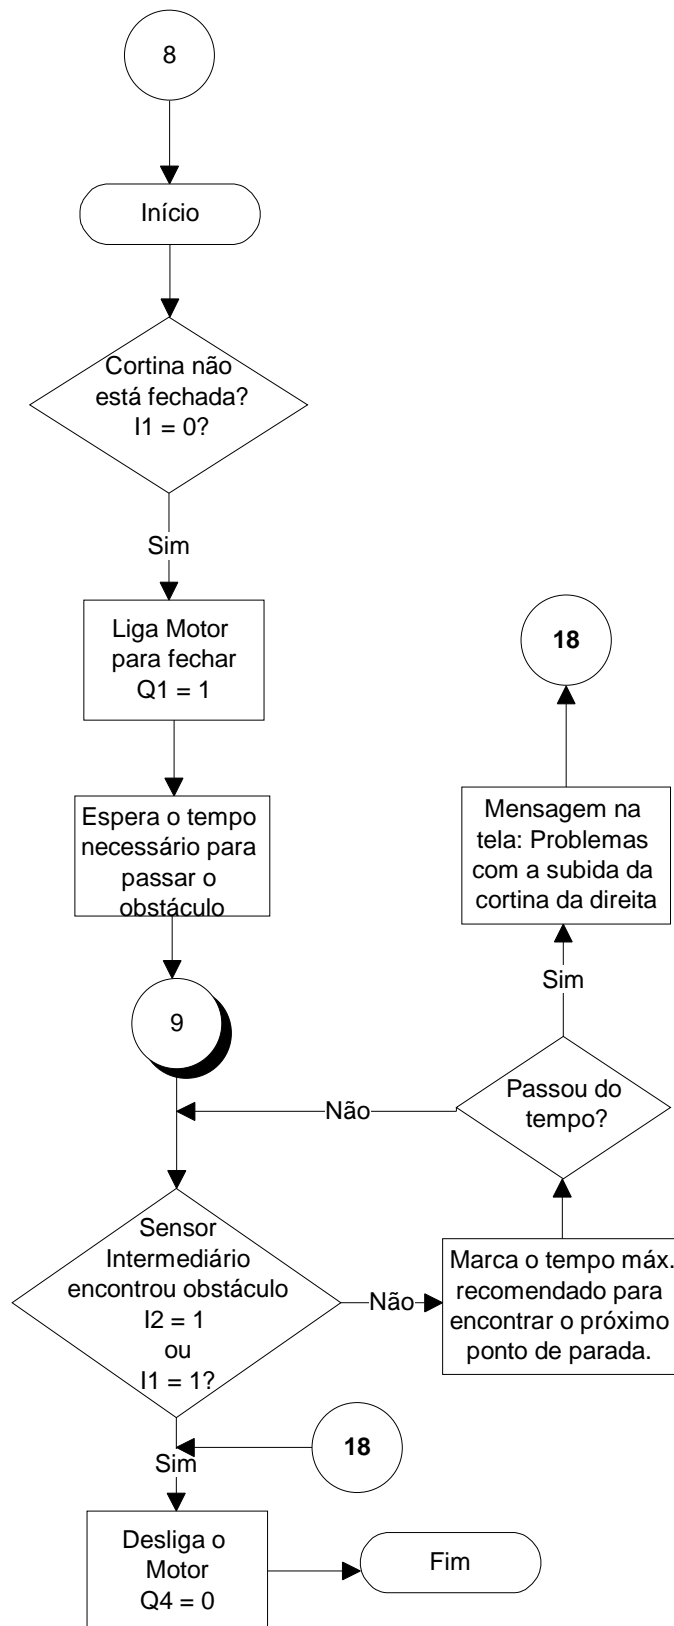 8
Início
Cortina não
está fechada?
I1 = 0?
Sim
Liga Motor
para fechar
Q1 = 1
Espera o tempo
necessário para
passar o
obstáculo
9
Sensor
Intermediário
encontrou obstáculo
I2 = 1
ou
I1 = 1?
Não
Marca o tempo máx.
recomendado para
encontrar o próximo
ponto de parada.
Passou do
tempo?
Não
Sim
Mensagem na
tela: Problemas
com a subida da
cortina da direita
18
18
Sim
Desliga o
Motor
Q4 = 0
Fim